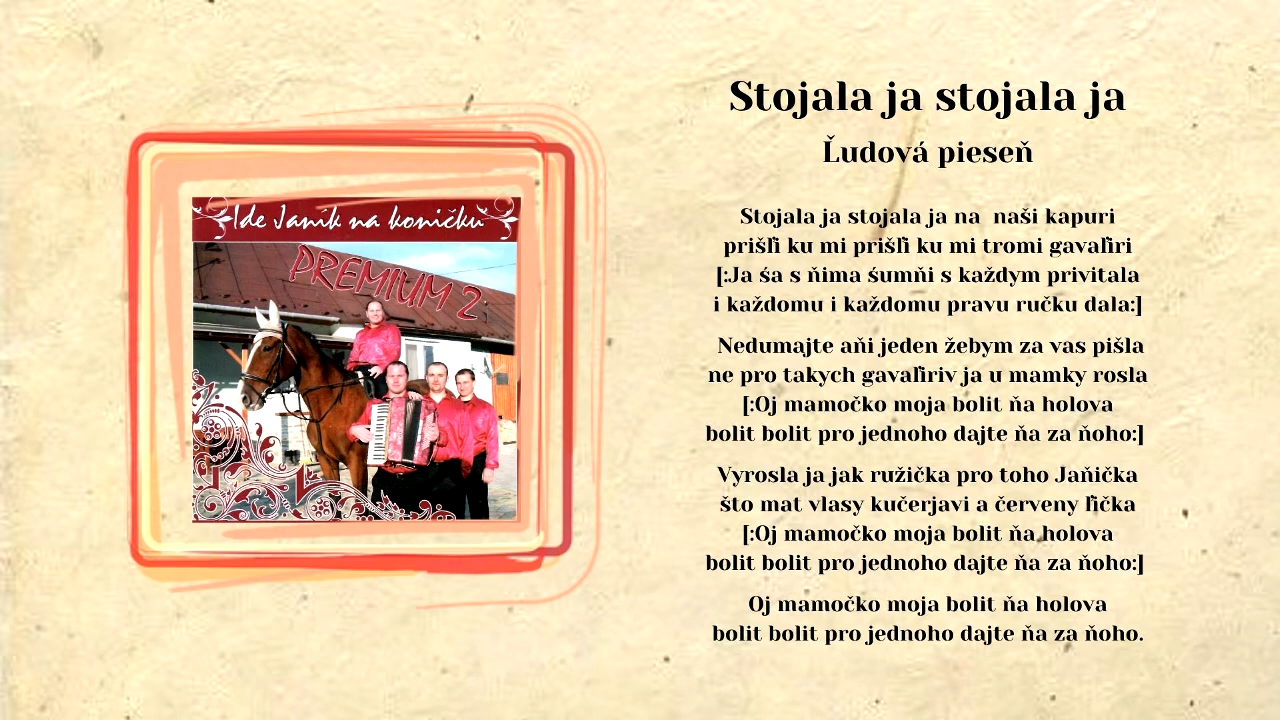 Ide Janík na koníčku
PREMIUM 2
Stojala ja stojala ja
Ľudová pieseň
Stojala ja stojala ja na  naši kapuri
prišľi ku mi prišľi ku mi tromi gavaľiri
[:Ja śa s ňima śumňi s každym privitala
i každomu i každomu pravu ručku dala:]
Nedumajte aňi jeden žebym za vas pišla
ne pro takych gavaľiriv ja u mamky rosla
[:Oj mamočko moja bolit ňa holova
bolit bolit pro jednoho dajte ňa za ňoho:]
Vyrosla ja jak ružička pro toho Jaňička
što mat vlasy kučerjavi a červeny ľička
[:Oj mamočko moja bolit ňa holova
bolit bolit pro jednoho dajte ňa za ňoho:]
Oj mamočko moja bolit ňa holova
bolit bolit pro jednoho dajte ňa za ňoho.